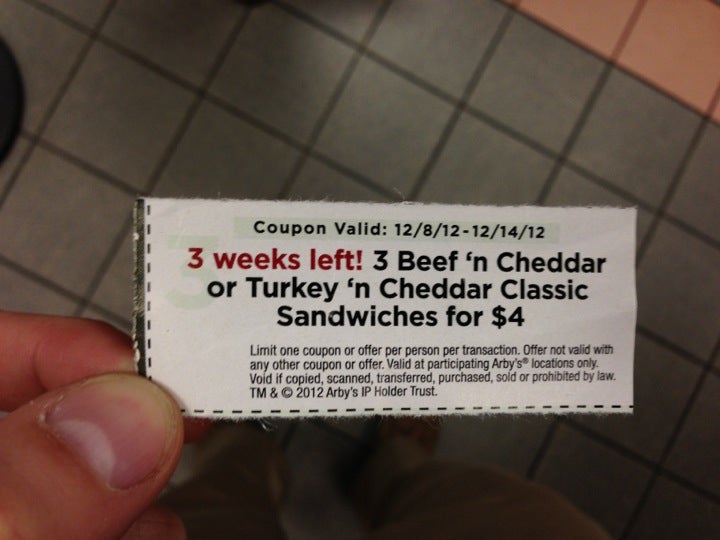 Coupon Valid: 12/8/12-12/14/12
3 weeks left! 3 Beef ‘n Cheddar
or Turkey ‘n Cheddar Classic
Sandwiches for $4
Limit one coupon or offer per person per transaction. Offer not valid with
any other coupon or offer. Valid at participating Arby's® locations only.
Void if copied, scanned, transferred, purchased, sold or prohibited by law.
TM & © 2012 Arby's IP Holder Trust.